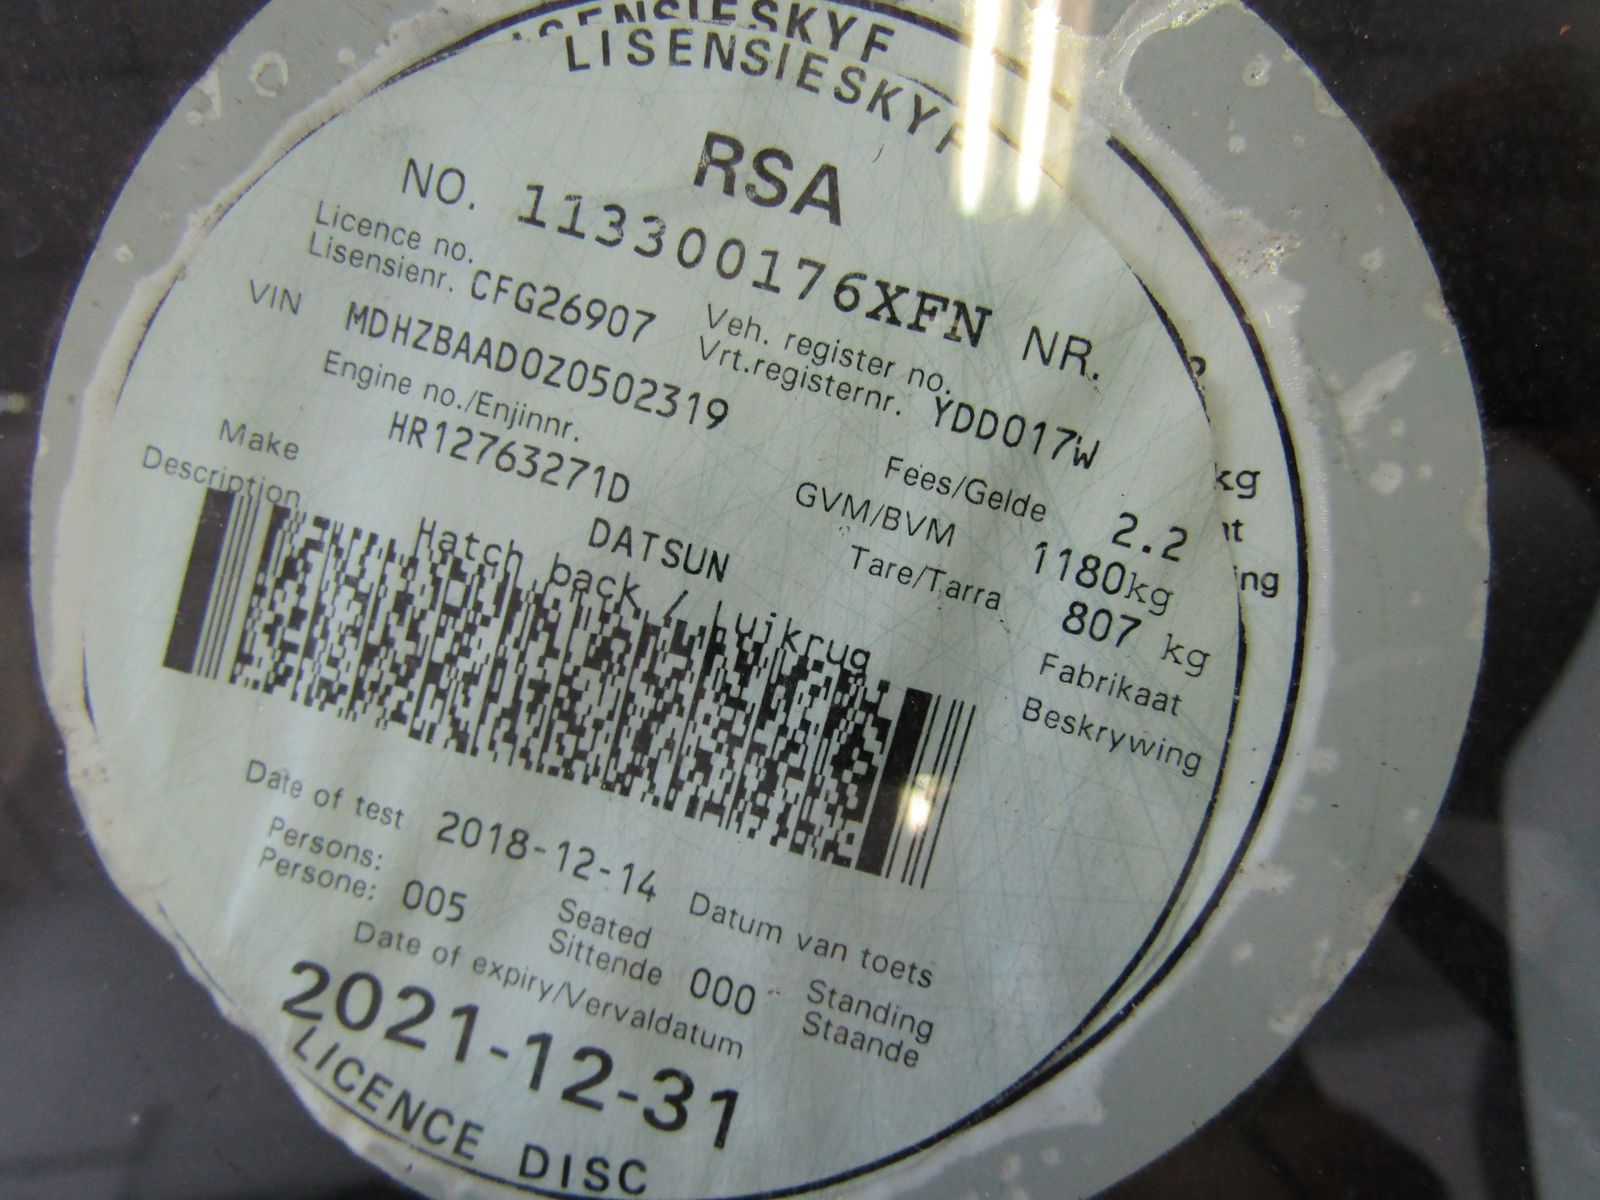 LISENSIESKYF
LISENSIESKYF
RSA
NO. 113300176XFN NR.
Licence no.
Lisensienr. CFG26907
Veh. register no.
Vrt.registernr. YDD017W
VIN MDHZBAAD0Z0502319
Engine no./Enjinnr.
HR12763271D
Fees/Gelde 2.2
GVM/BVM 1180kg
Tare/Tarra 807 kg
Make DATSUN Fabrikaat
Description Hatch back / Luikrug Beskrywing
kg
Date of test 2018-12-14 Datum van toets
Persons:
Persone: 005
Seated
Sittende 000
Standing
Staande
Date of expiry/Vervaldatum
2021-12-31
LICENCE DISC